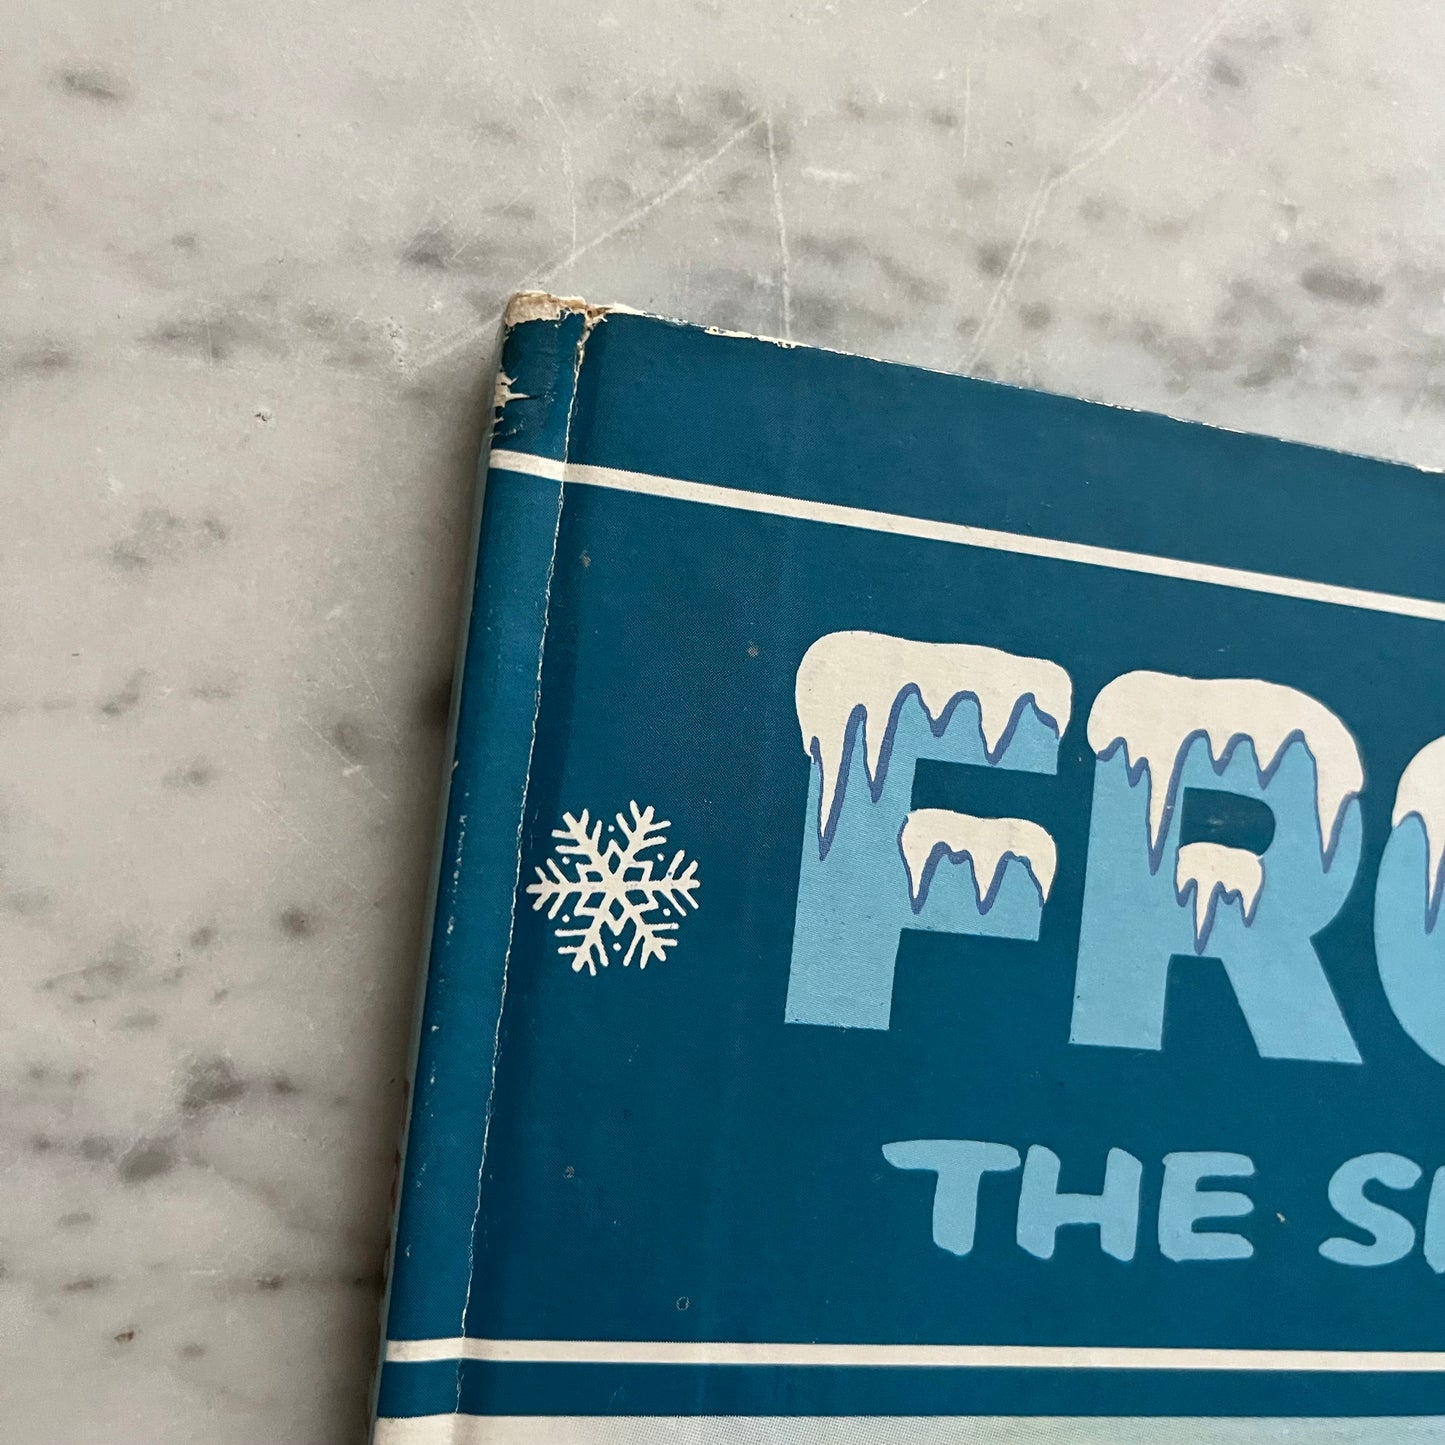 FRO
THE S